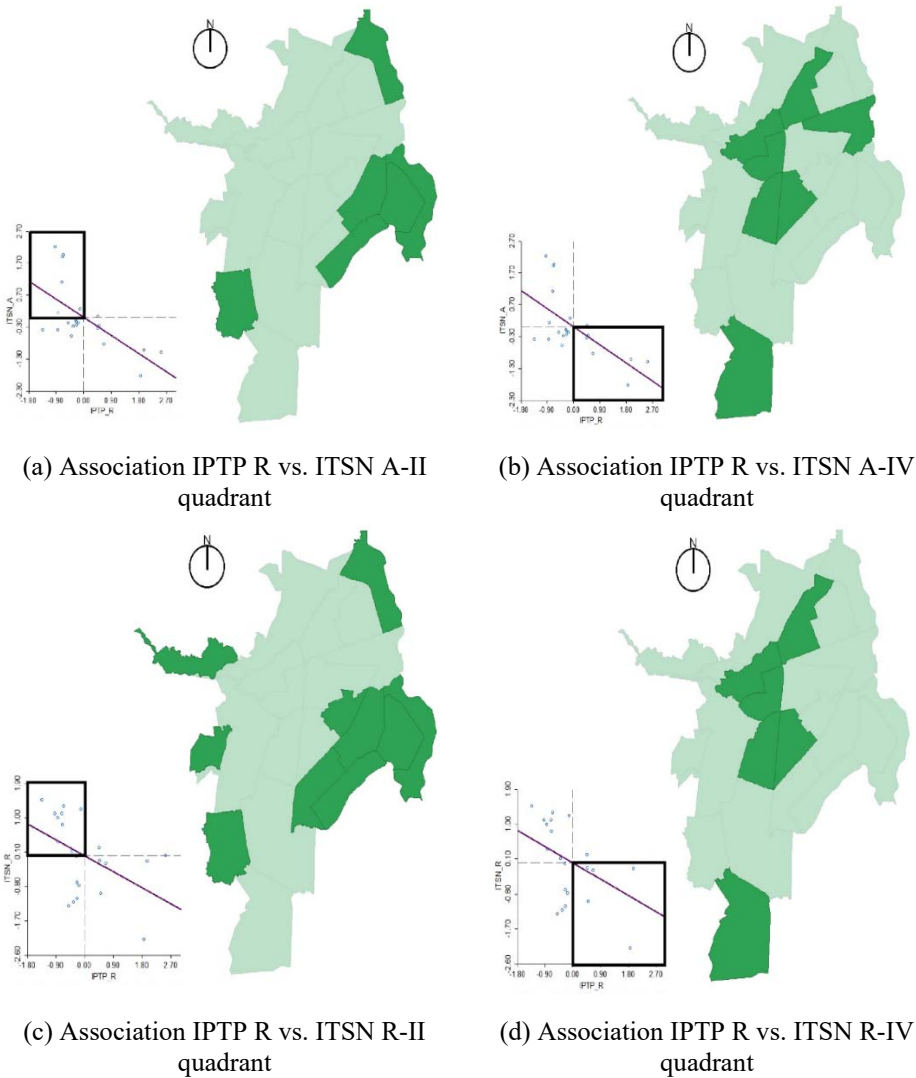 N
N
2.70
1.70
0.70
-0.30
-1.30
-2.30
ITSN_A
-1.80 -0.90 0.00 0.90 1.80 2.70
IPTP_R
2.70
1.70
0.70
-0.30
-1.30
-2.30
ITSN_A
-1.80 -0.90 0.00 0.90 1.80 2.70
IPTP_R
(a) Association IPTP R vs. ITSN A-II
quadrant
(b) Association IPTP R vs. ITSN A-IV
quadrant
N
N
1.90
1.00
0.10
-0.80
-1.70
-2.60
ITSN_R
-1.80 -0.90 0.00 0.90 1.80 2.70
IPTP_R
1.90
1.00
0.10
-0.80
-1.70
-2.60
ITSN_R
-1.80 -0.90 0.00 0.90 1.80 2.70
IPTP_R
(c) Association IPTP R vs. ITSN R-II
quadrant
(d) Association IPTP R vs. ITSN R-IV
quadrant